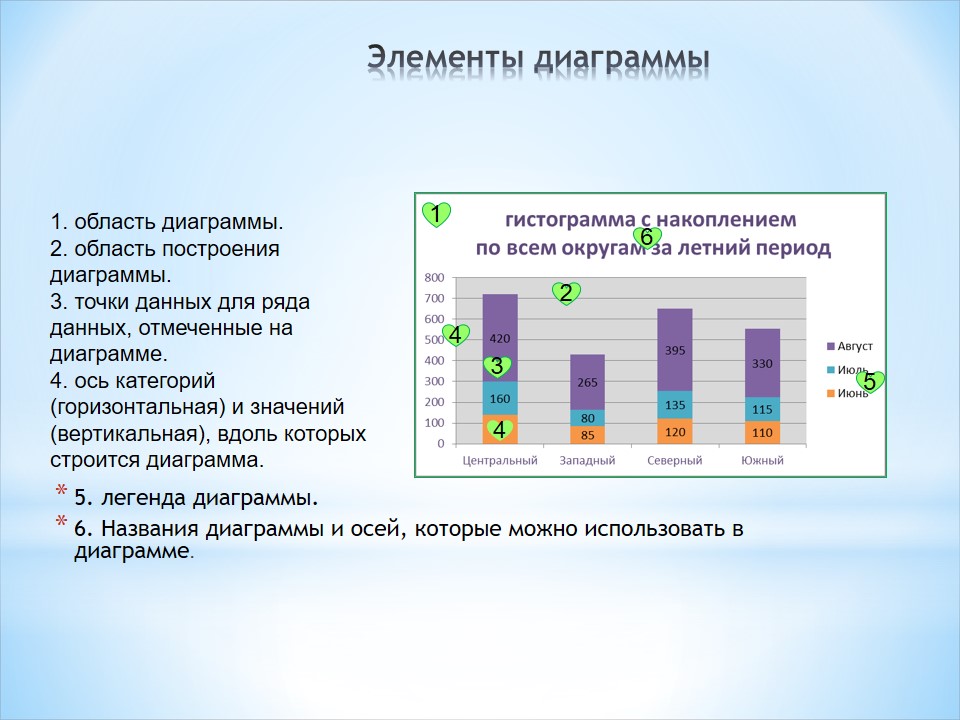 Элементы диаграммы
1. область диаграммы.
2. область построения
диаграммы.
3. точки данных для ряда
данных, отмеченные на
диаграмме.
4. ось категорий
(горизонтальная) и значений
(вертикальная), вдоль которых
строится диаграмма.
* 5. легенда диаграммы.
* 6. Названия диаграммы и осей, которые можно использовать в
диаграмме.
1
гистограмма с накоплением
6
по всем округам за летний период
800
700
600
500
400
300
200
100
0
2
4
3
4
420
160
265
80
85
395
135
120
330
115
110
Центральный Западный Северный Южный
Август
Июль
Июнь
5